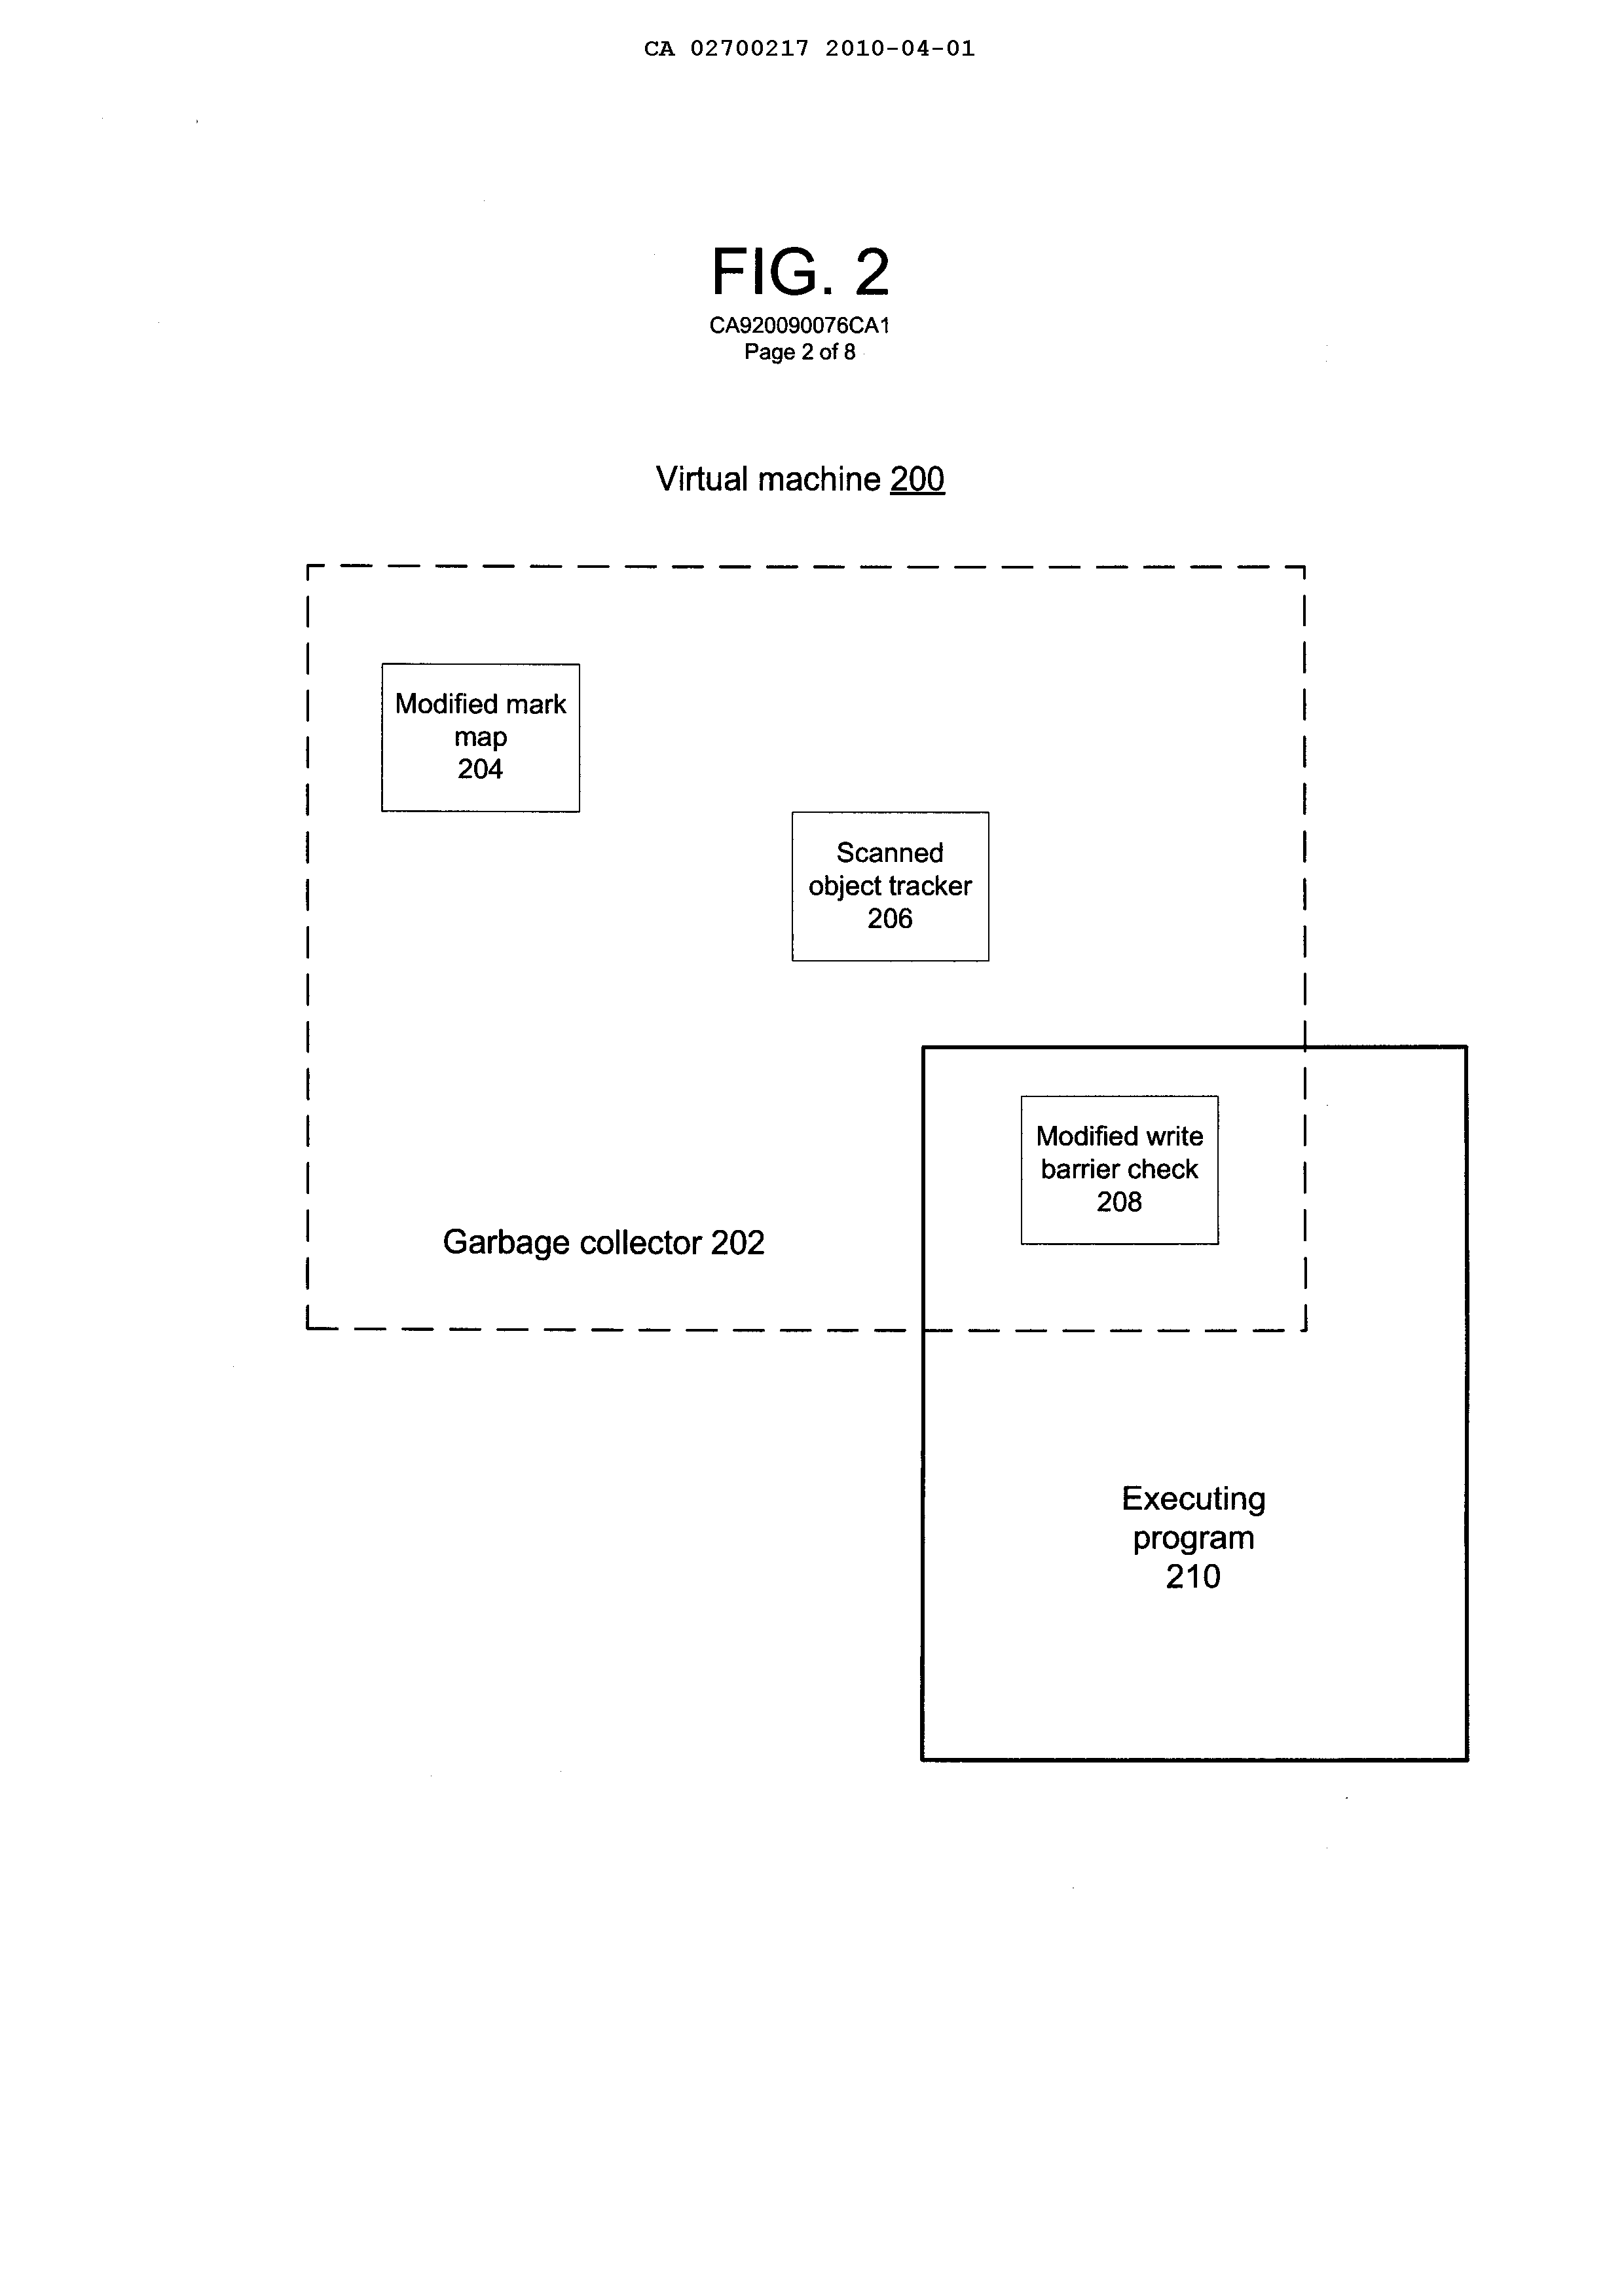 CA 02700217 2010-04-01
FIG. 2
CA920090076CA1
Page 2 of 8
Virtual machine 200
Modified mark
map
204
Scanned
object tracker
206
Modified write
barrier check
208
Garbage collector 202
Executing
program
210